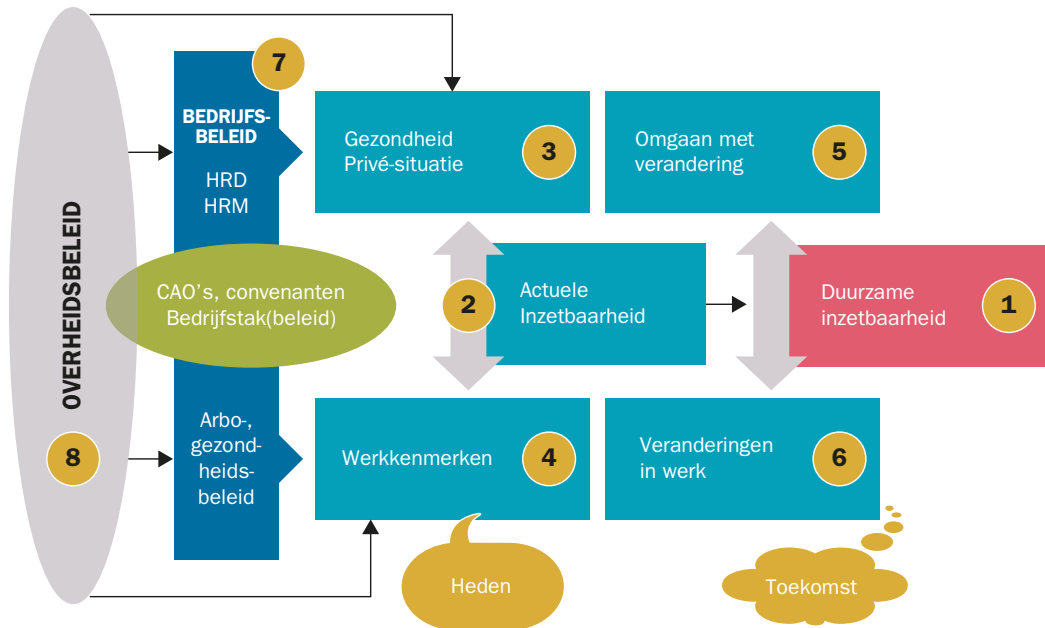 OVERHEIDSBELEID
8
7
BEDRIJFS-
BELEID
HRD
HRM
CAO's, convenanten
Bedrijfstak(beleid)
Arbo-,
gezond-
heids-
beleid
Gezondheid
Privé-situatie
3
Omgaan met
verandering
5
2
Actuele
Inzetbaarheid
Duurzame
inzetbaarheid
1
Werkkenmerken
4
Veranderingen
in werk
6
Heden
Toekomst